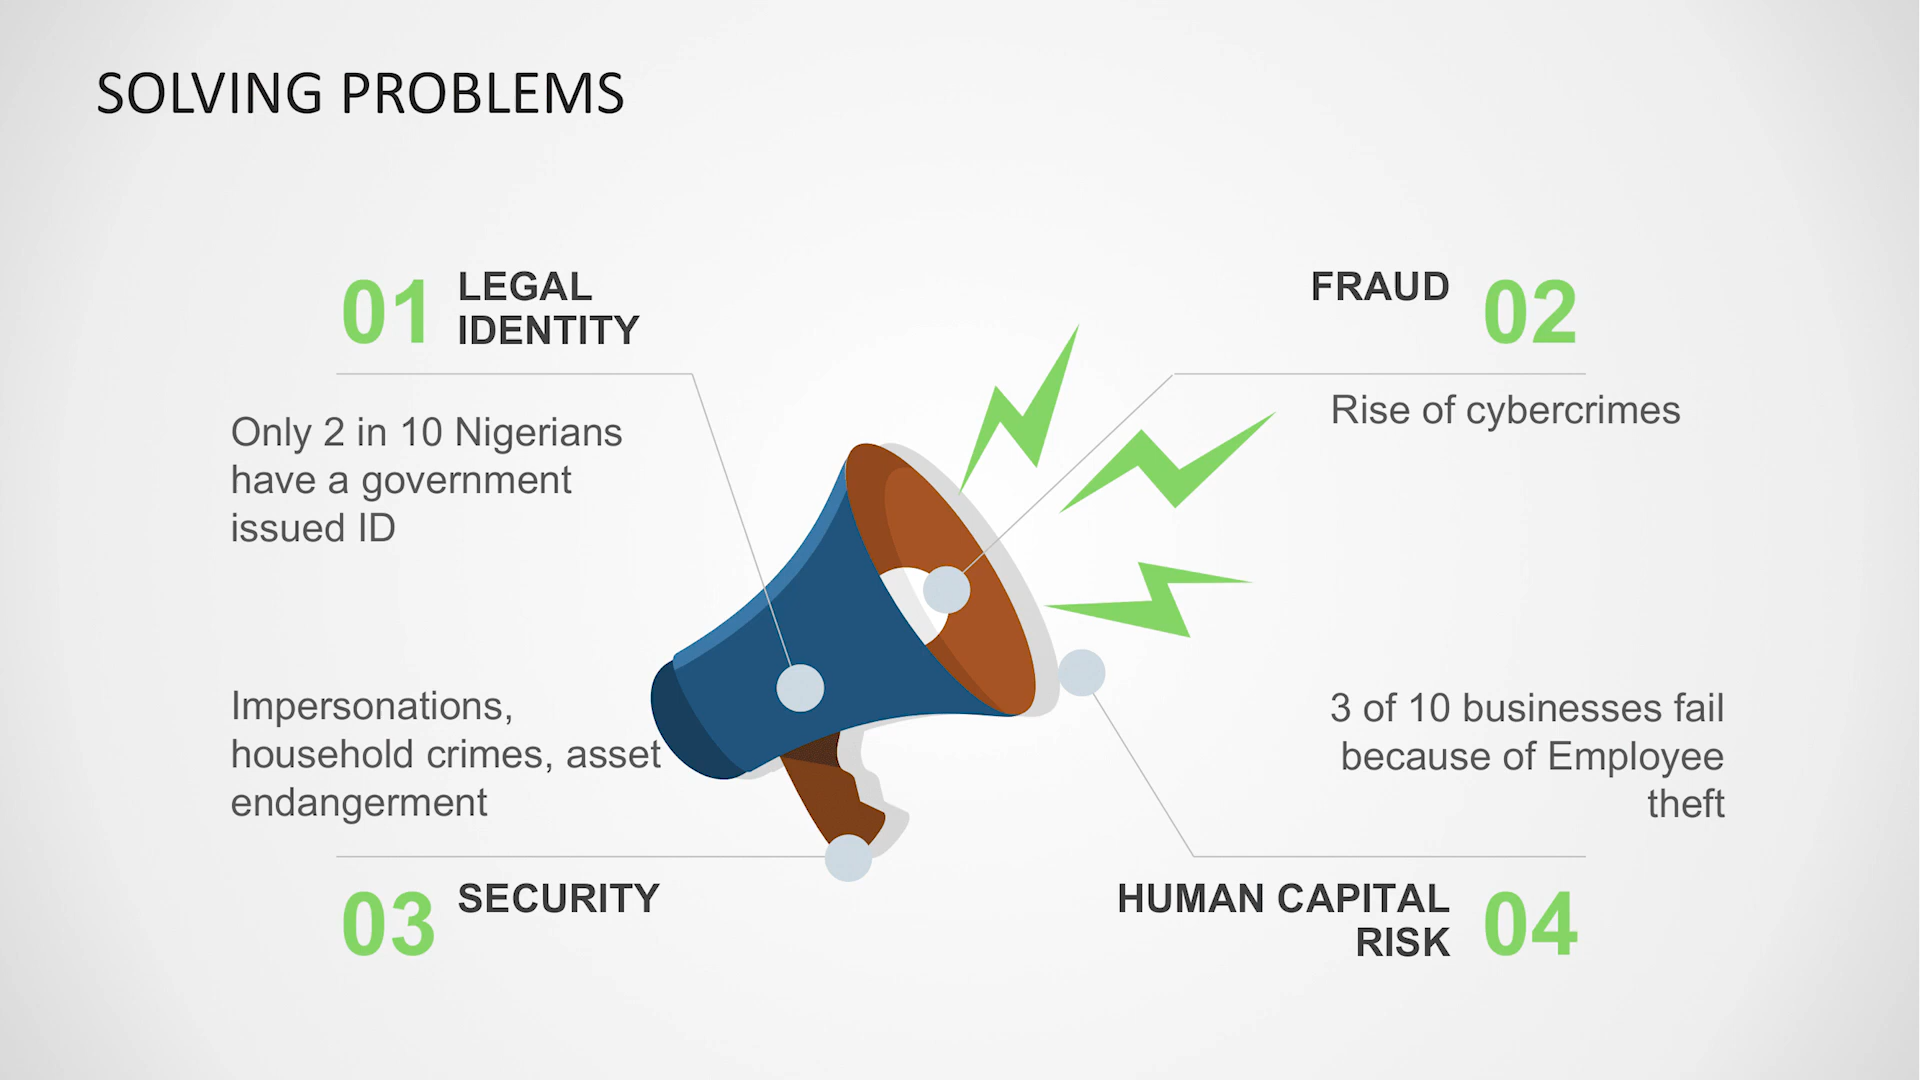 SOLVING PROBLEMS
01
LEGAL
IDENTITY
Only 2 in 10 Nigerians
have a government
issued ID
FRAUD
02
Rise of cybercrimes
Impersonations,
household crimes, asset
endangerment
03
SECURITY
3 of 10 businesses fail
because of Employee
theft
HUMAN CAPITAL
RISK
04